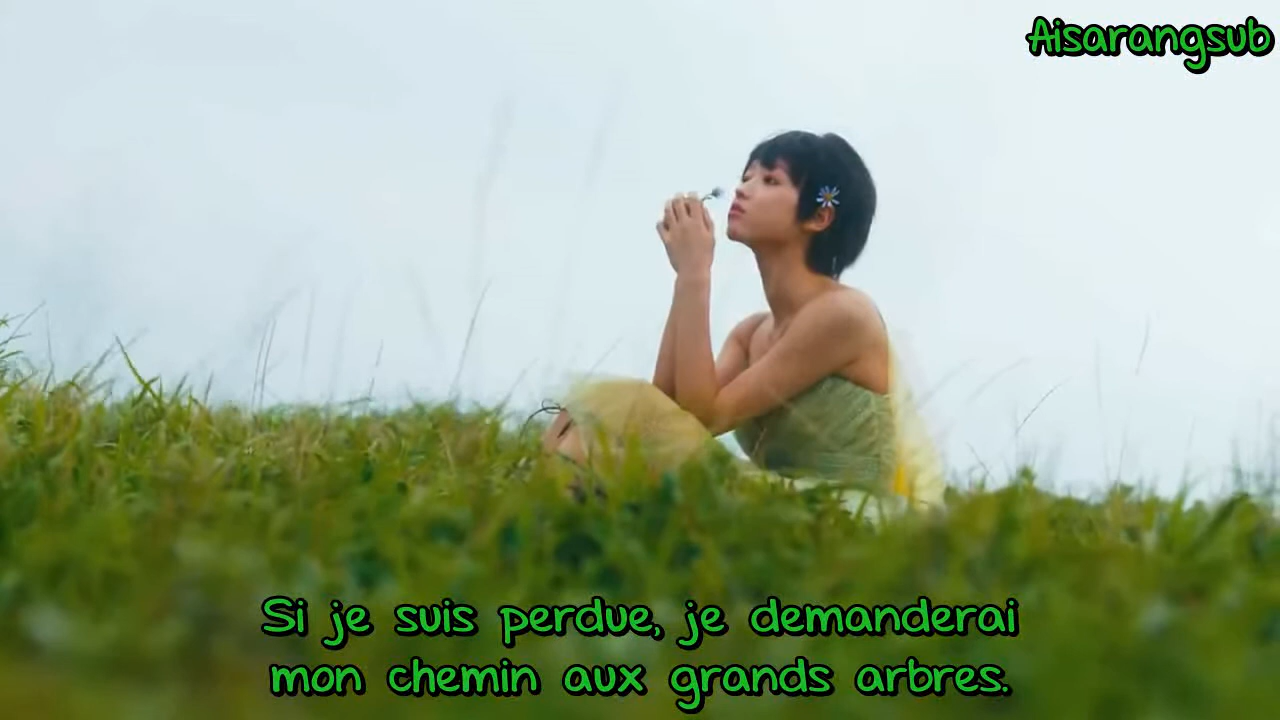 Aisarangsub
Si je suis perdue, je demanderai
mon chemin aux grands arbres.